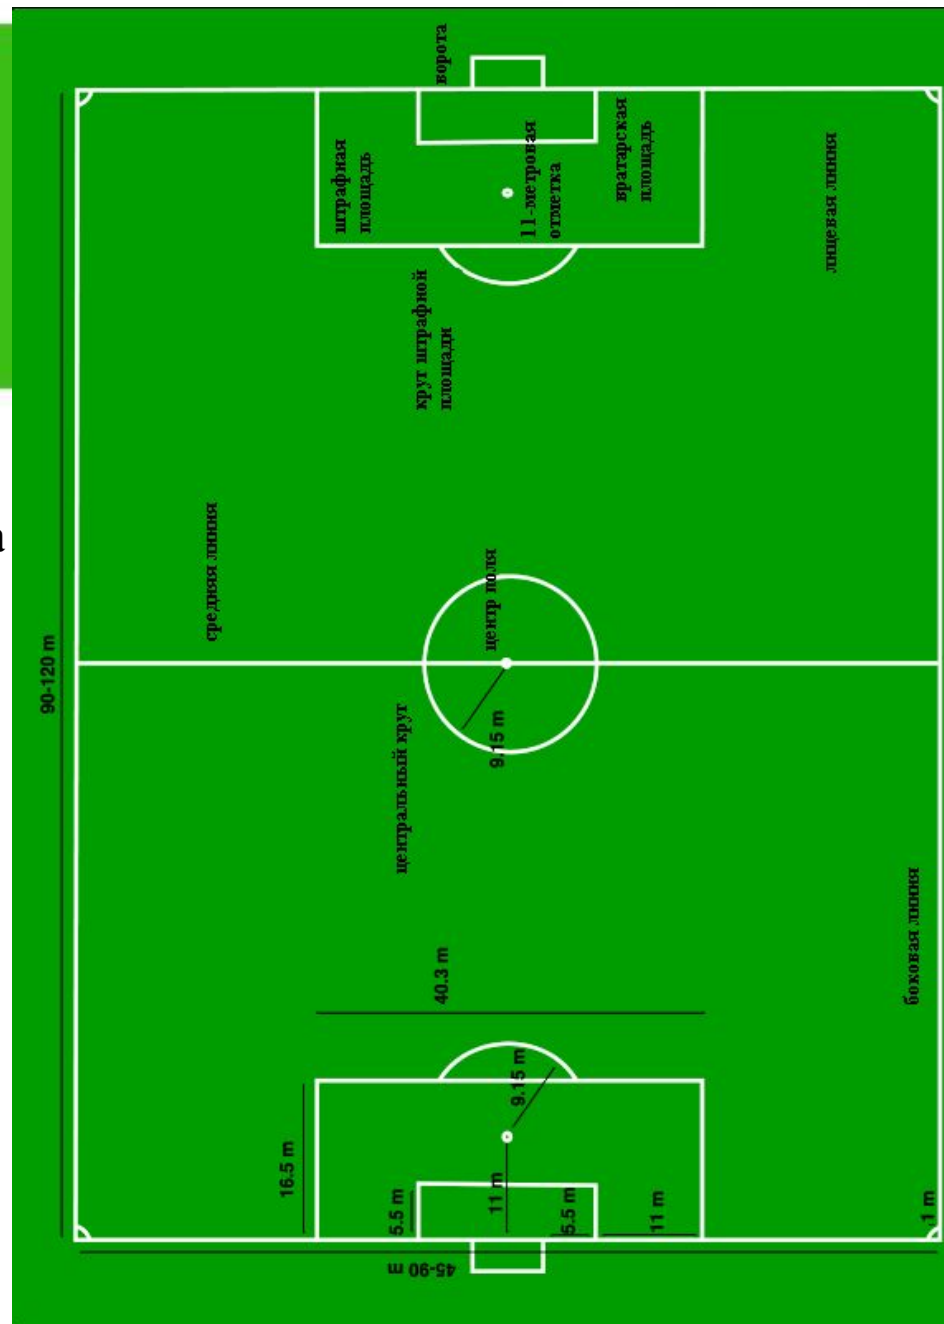 ворота
штрафная
площадь
11-метровая
отметка
вратарская
площадь
лицевая линия
круг штрафной
площади
средняя линия
а
центр поля
90-120 m
9.15 m
центральный круг
боковая линия
40.3 m
9.15 m
16.5 m
5.5 m
11 m
5.5 m
11 m
1 m
45-90 m